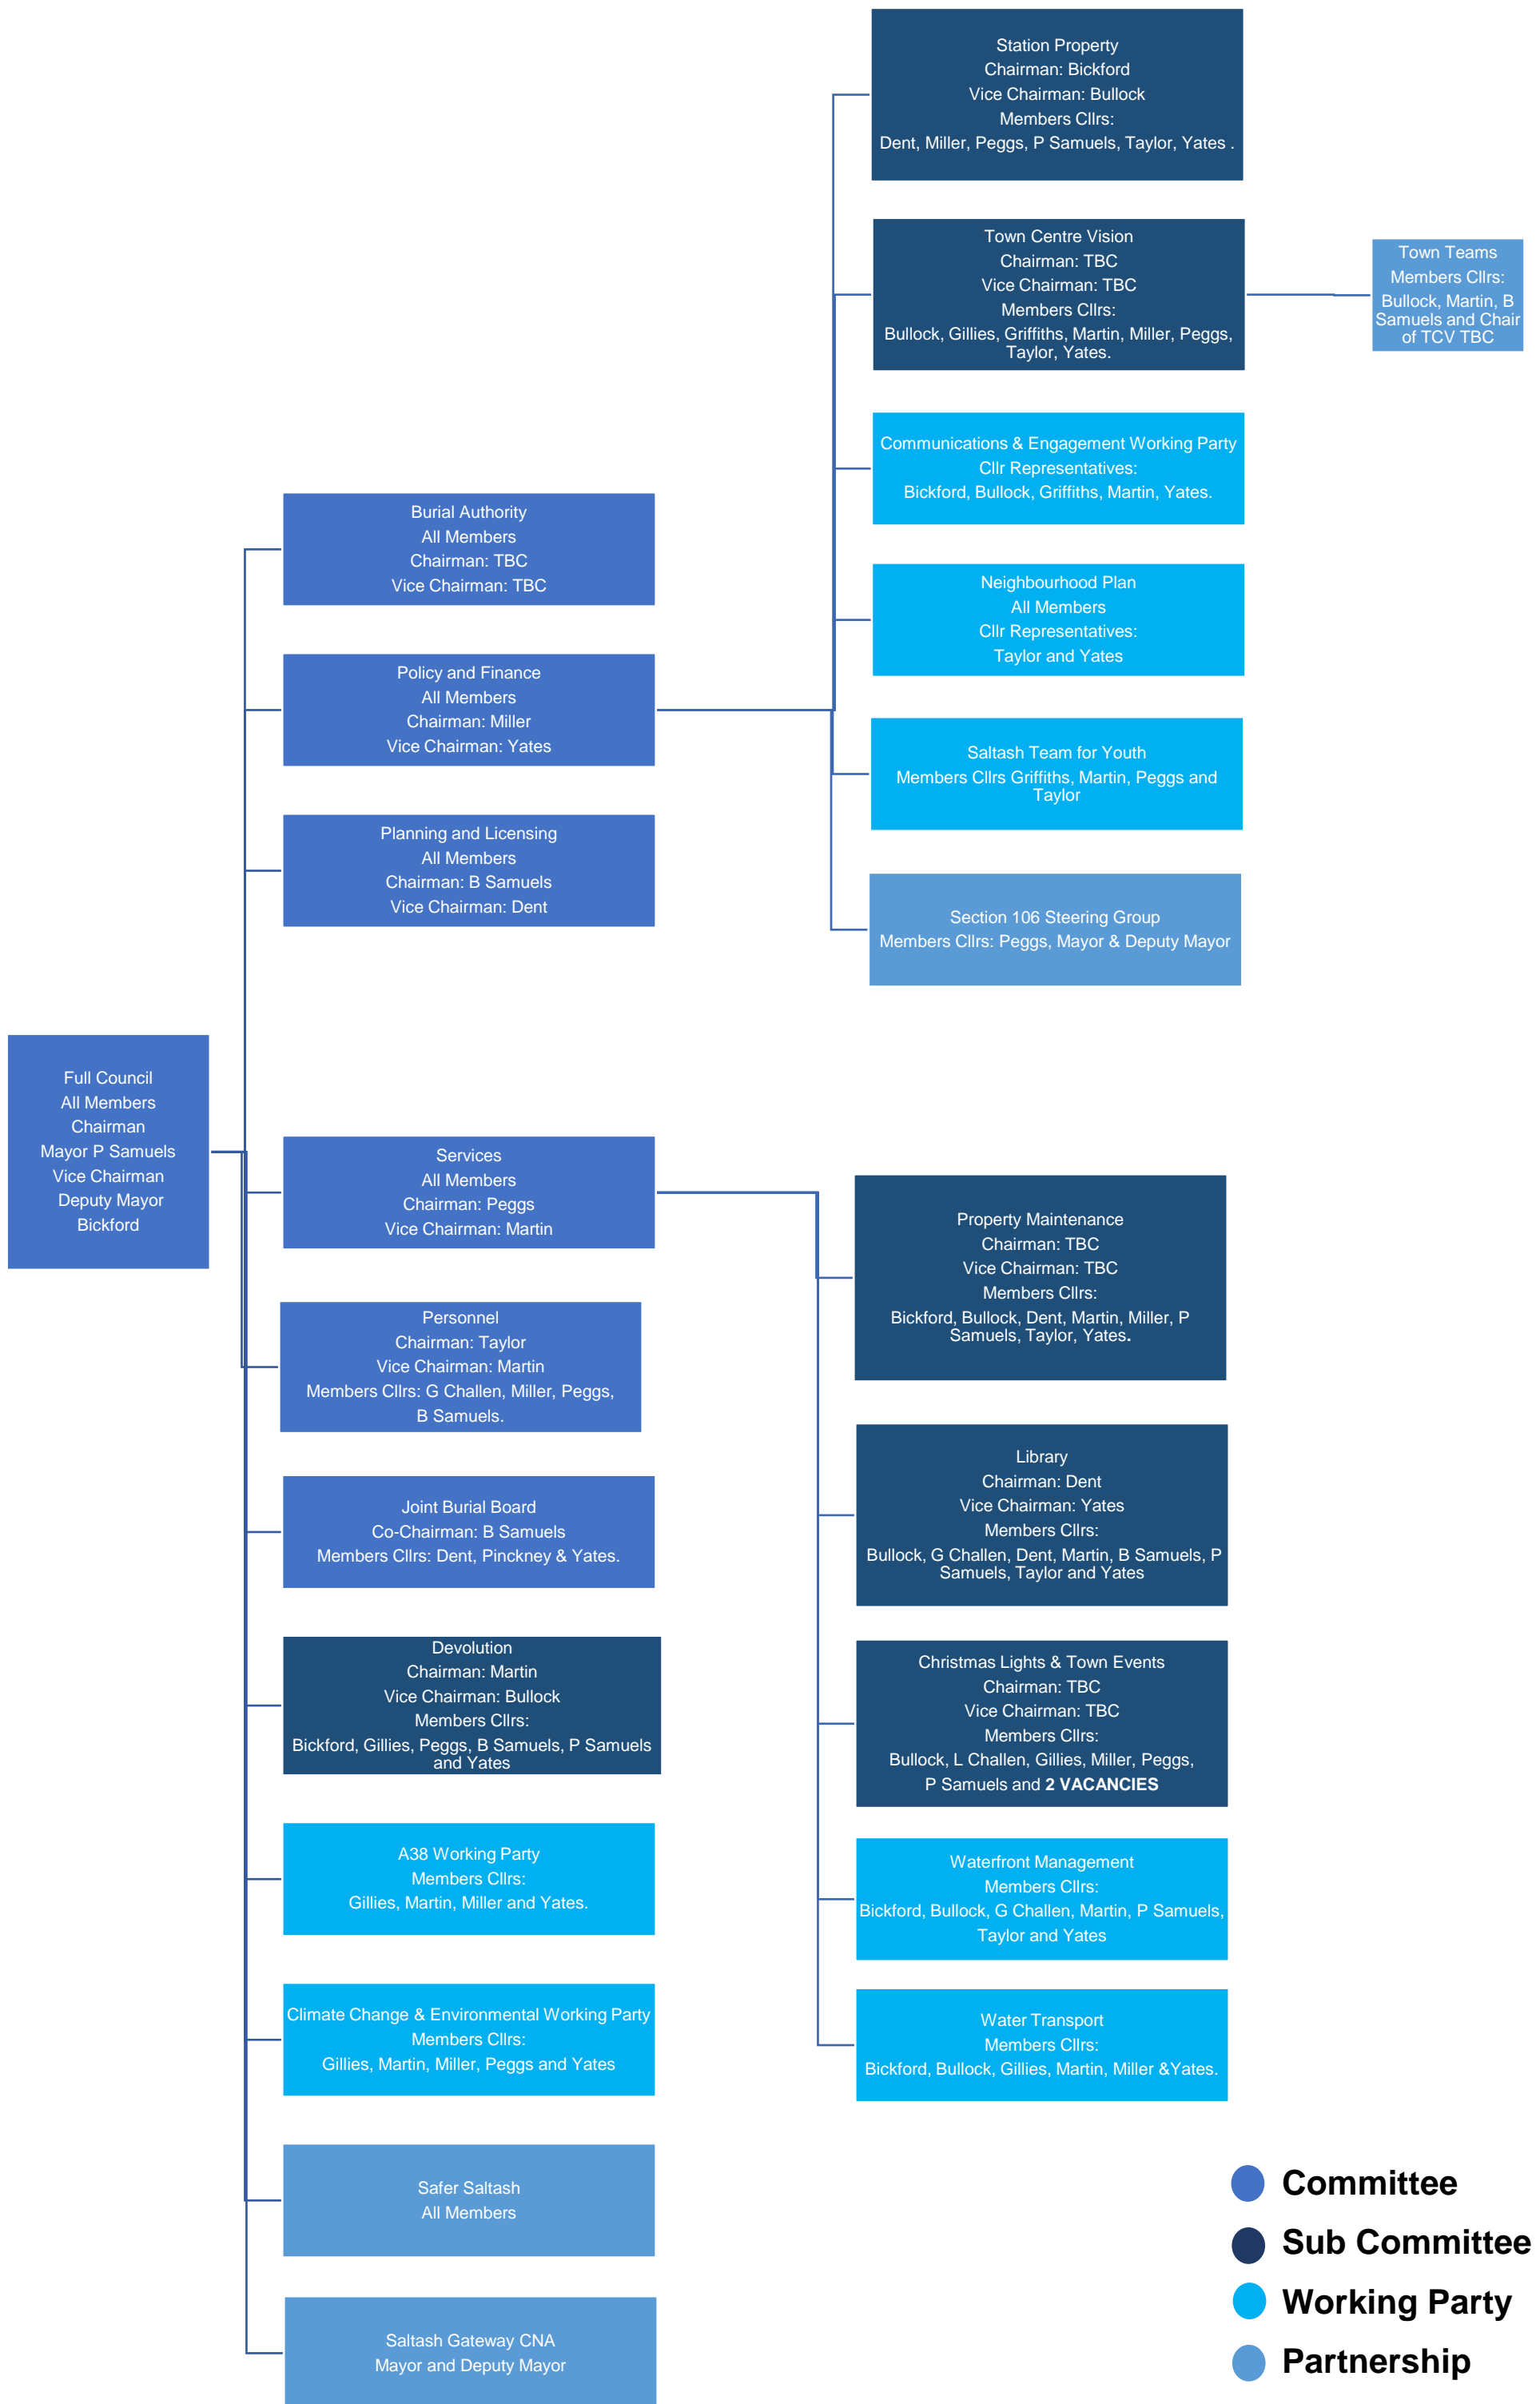 Full Council
All Members
Chairman
Mayor P Samuels
Vice Chairman
Deputy Mayor
Bickford
Burial Authority
All Members
Chairman: TBC
Vice Chairman: TBC
Policy and Finance
All Members
Chairman: Miller
Vice Chairman: Yates
Planning and Licensing
All Members
Chairman: B Samuels
Vice Chairman: Dent
Services
All Members
Chairman: Peggs
Vice Chairman: Martin
Personnel
Chairman: Taylor
Vice Chairman: Martin
Members Cllrs: G Challen, Miller, Peggs,
B Samuels.
Joint Burial Board
Co-Chairman: B Samuels
Members Cllrs: Dent, Pinckney & Yates.
Devolution
Chairman: Martin
Vice Chairman: Bullock
Members Cllrs:
Bickford, Gillies, Peggs, B Samuels, P Samuels
and Yates
A38 Working Party
Members Cllrs:
Gillies, Martin, Miller and Yates.
Climate Change & Environmental Working Party
Members Cllrs:
Gillies, Martin, Miller, Peggs and Yates
Safer Saltash
All Members
Saltash Gateway CNA
Mayor and Deputy Mayor
Station Property
Chairman: Bickford
Vice Chairman: Bullock
Members Cllrs:
Dent, Miller, Peggs, P Samuels, Taylor, Yates .
Town Centre Vision
Chairman: TBC
Vice Chairman: TBC
Members Cllrs:
Bullock, Gillies, Griffiths, Martin, Miller, Peggs,
Taylor, Yates.
Town Teams
Members Cllrs:
Bullock, Martin, B
Samuels and Chair
of TCV TBC
Communications & Engagement Working Party
Cllr Representatives:
Bickford, Bullock, Griffiths, Martin, Yates.
Neighbourhood Plan
All Members
Cllr Representatives:
Taylor and Yates
Saltash Team for Youth
Members Cllrs Griffiths, Martin, Peggs and
Taylor
Section 106 Steering Group
Members Cllrs: Peggs, Mayor & Deputy Mayor
Property Maintenance
Chairman: TBC
Vice Chairman: TBC
Members Cllrs:
Bickford, Bullock, Dent, Martin, Miller, P
Samuels, Taylor, Yates.
Library
Chairman: Dent
Vice Chairman: Yates
Members Cllrs:
Bullock, G Challen, Dent, Martin, B Samuels, P
Samuels, Taylor and Yates
Christmas Lights & Town Events
Chairman: TBC
Vice Chairman: TBC
Members Cllrs:
Bullock, L Challen, Gillies, Miller, Peggs,
P Samuels and 2 VACANCIES
Waterfront Management
Members Cllrs:
Bickford, Bullock, G Challen, Martin, P Samuels,
Taylor and Yates
Water Transport
Members Cllrs:
Bickford, Bullock, Gillies, Martin, Miller &Yates.
Committee
Sub Committee
Working Party
Partnership